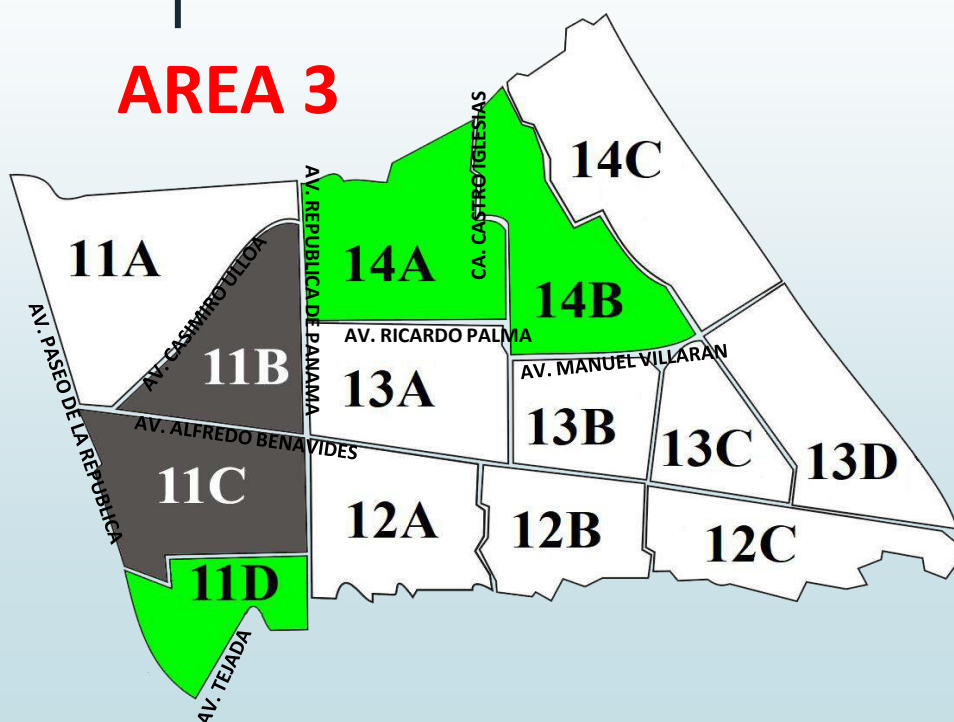 AREA 3
14C
CA. CASTRO IGLESIAS
11A
14A
AV. REPUBLICA DE PANAMA
AV. CASIMIRO ULLOA
14B
AV. PASEO DE LA REPUBLICA
AV. RICARDO PALMA
AV. MANUEL VILLARAN
11B
13A
13B
13C
13D
AV. ALFREDO BENAVIDES
11C
12A
12B
12C
11D
AV. TEJADA